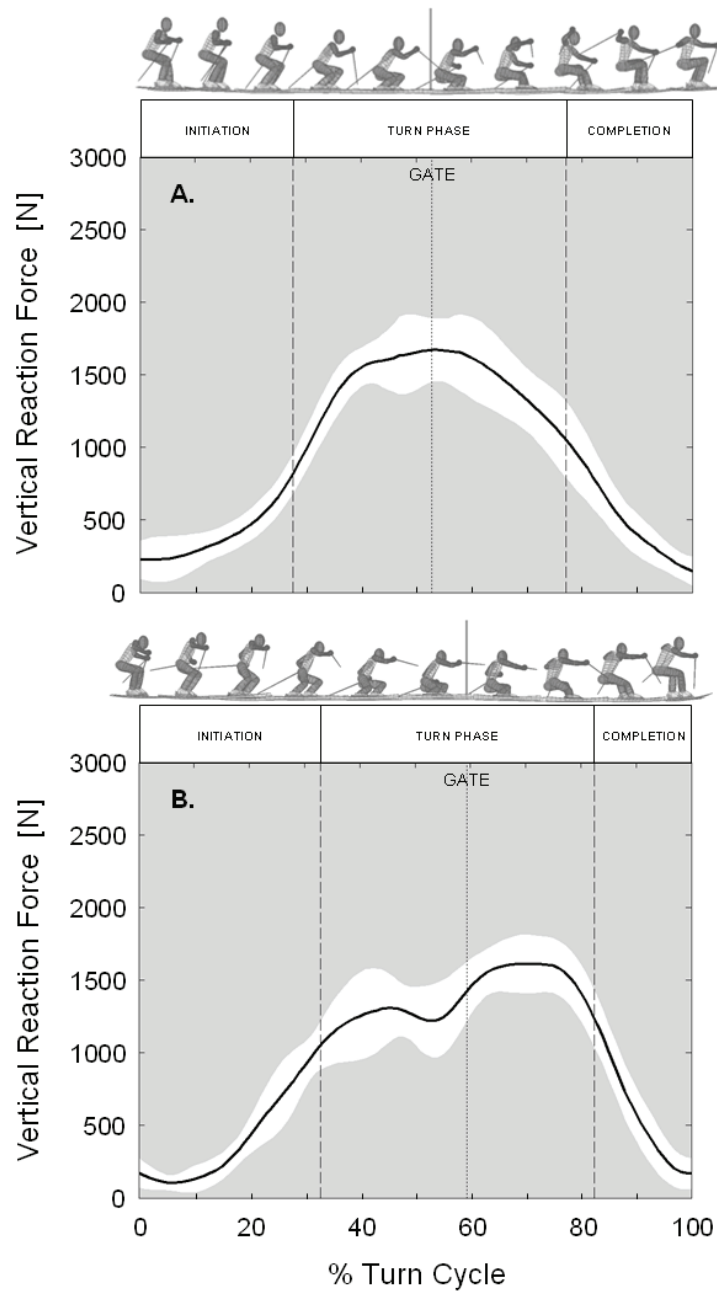 INITIATION TURN PHASE COMPLETION
3000
GATE
A.
2500
2000
1500
1000
500
0
Vertical Reaction Force [N]
INITIATION TURN PHASE COMPLETION
3000
GATE
B.
2500
2000
1500
1000
500
0
Vertical Reaction Force [N]
0 20 40 60 80 100
% Turn Cycle